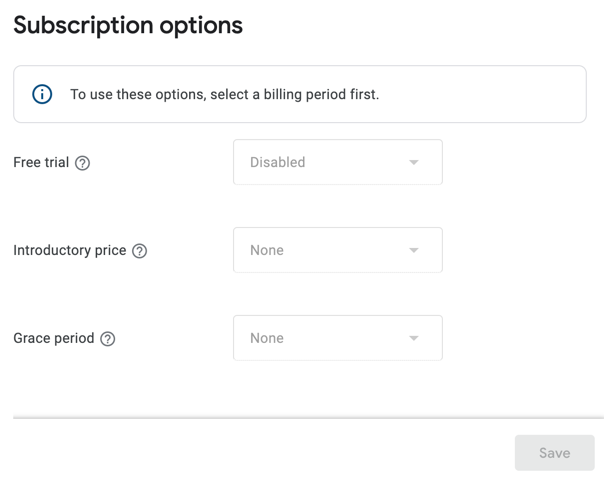 Subscription options
To use these options, select a billing period first.
Free trial
Disabled
Introductory price
None
Grace period
None
Save